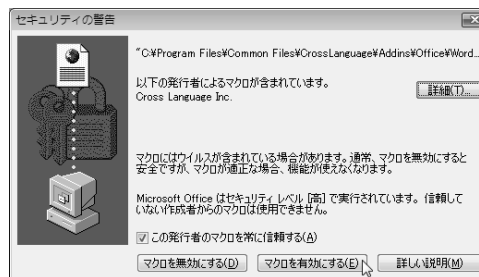 セキュリティの警告
"C:¥Program Files¥Common Files¥CrossLanguage¥Addins¥Office¥Word...
以下の発行者によるマクロが含まれています。
Cross Language Inc.
詳細(T)...
マクロにはウイルスが含まれている場合があります。通常、マクロを無効にすると
安全ですが、マクロが適正な場合、機能が使えなくなります。
Microsoft Office はセキュリティ レベル [高] で実行されています。信頼して
いない作成者からのマクロは使用できません。
この発行者のマクロを常に信頼する(A)
マクロを無効にする(D)
マクロを有効にする(E)
詳しい説明(M)